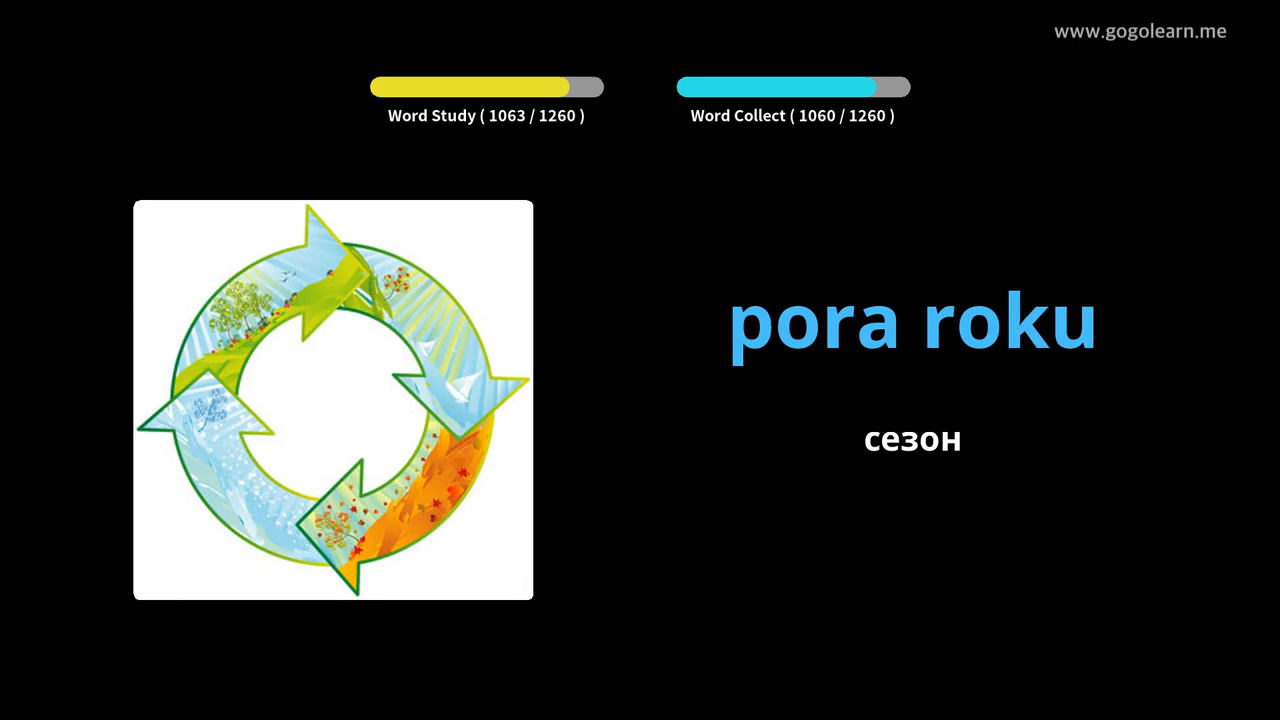 www.gogolearn.me
Word Study ( 1063 / 1260 )
Word Collect ( 1060 / 1260 )
pora roku
сезон